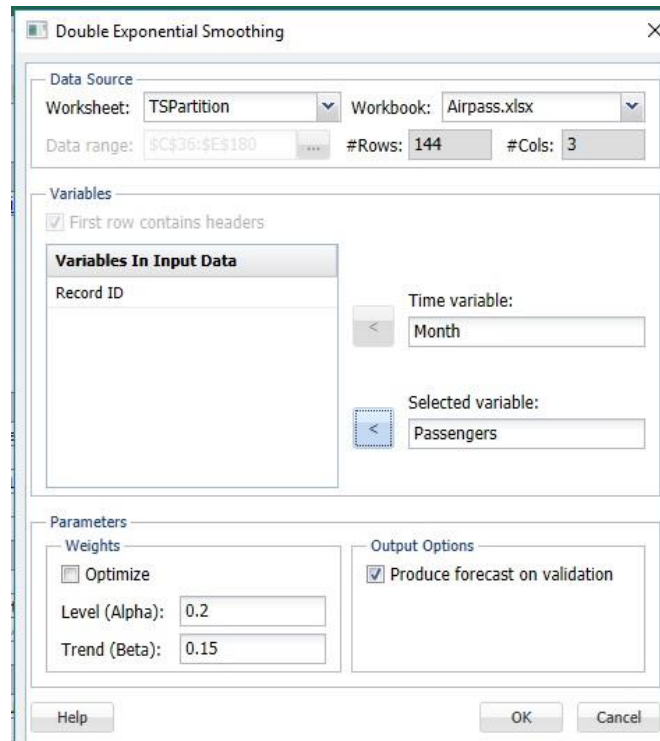 Double Exponential Smoothing
Data Source
Worksheet: TSPartition Workbook: Airpass.xlsx
Data range: $C$36:$E$180 ... #Rows: 144 #Cols: 3
Variables
First row contains headers
Variables In Input Data
Record ID
Time variable:
< Month
Selected variable:
< Passengers
Parameters
Weights Output Options
Optimize Produce forecast on validation
Level (Alpha): 0.2
Trend (Beta): 0.15
Help OK Cancel